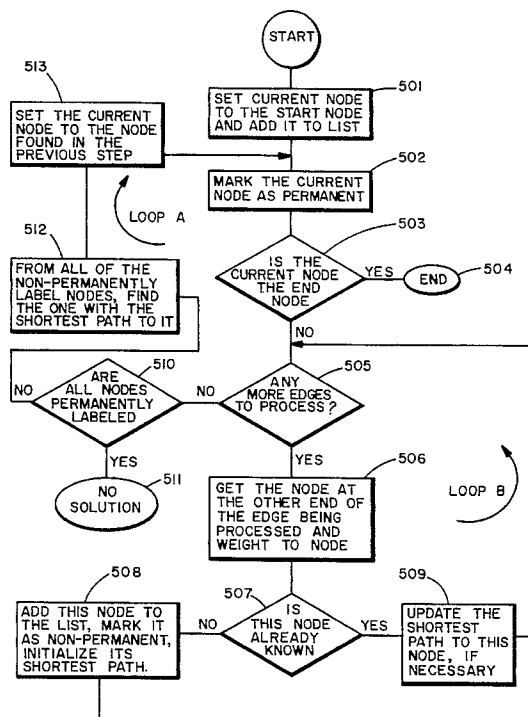 START
513
501
SET THE CURRENT
NODE TO THE NODE
FOUND IN THE
PREVIOUS STEP
SET CURRENT NODE
TO THE START NODE
AND ADD IT TO LIST
502
MARK THE CURRENT
NODE AS PERMANENT
LOOP A
512
503
FROM ALL OF THE
NON-PERMANENTLY
LABEL NODES, FIND
THE ONE WITH THE
SHORTEST PATH TO IT
IS THE
CURRENT NODE
THE END
NODE
YES
END
504
NO
510
505
NO
ARE
ALL NODES
PERMANENTLY
LABELED
NO
ANY
MORE EDGES
TO PROCESS?
YES
511
NO
SOLUTION
YES
506
GET THE NODE AT
THE OTHER END OF
THE EDGE BEING
PROCESSED AND
WEIGHT TO NODE
LOOP B
508
507
509
ADD THIS NODE TO
THE LIST, MARK IT
AS NON-PERMANENT,
INITIALIZE ITS
SHORTEST PATH.
NO
IS
THIS NODE
ALREADY
KNOWN
YES
UPDATE THE
SHORTEST
PATH TO THIS
NODE, IF
NECESSARY